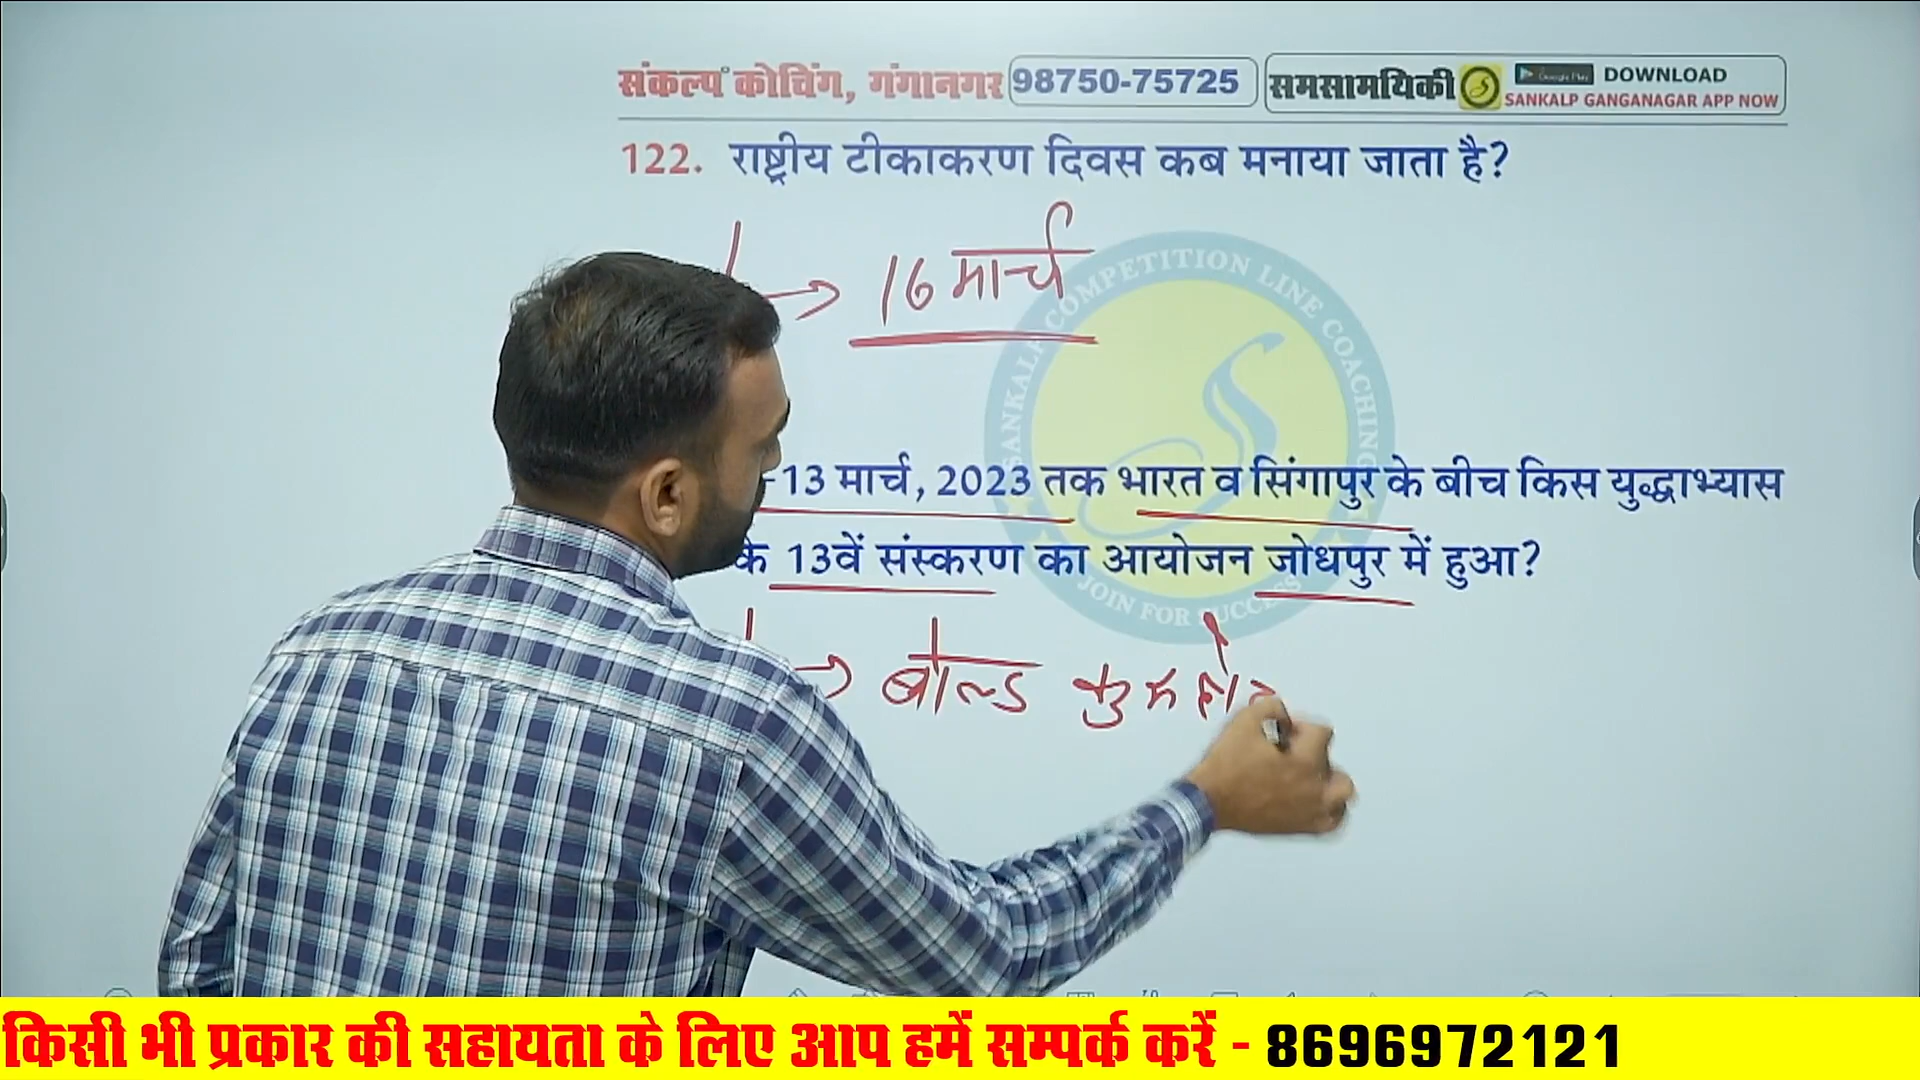 संकल्प कोचिंग, गंगानगर 98750-75725 समसामयिकी Google Play DOWNLOAD
SANKALP GANGANAGAR APP NOW
122. राष्ट्रीय टीकाकरण दिवस कब मनाया जाता है?
16 मार्च
SANKALP COMPETITION LINE COACHING
-13 मार्च, 2023 तक भारत व सिंगापुर के बीच किस युद्धाभ्यास
के 13वें संस्करण का आयोजन जोधपुर में हुआ?
JOIN FOR SUCCESS
बोल्ड
किसी भी प्रकार की सहायता के लिए आप हमें सम्पर्क करें - 8696972121